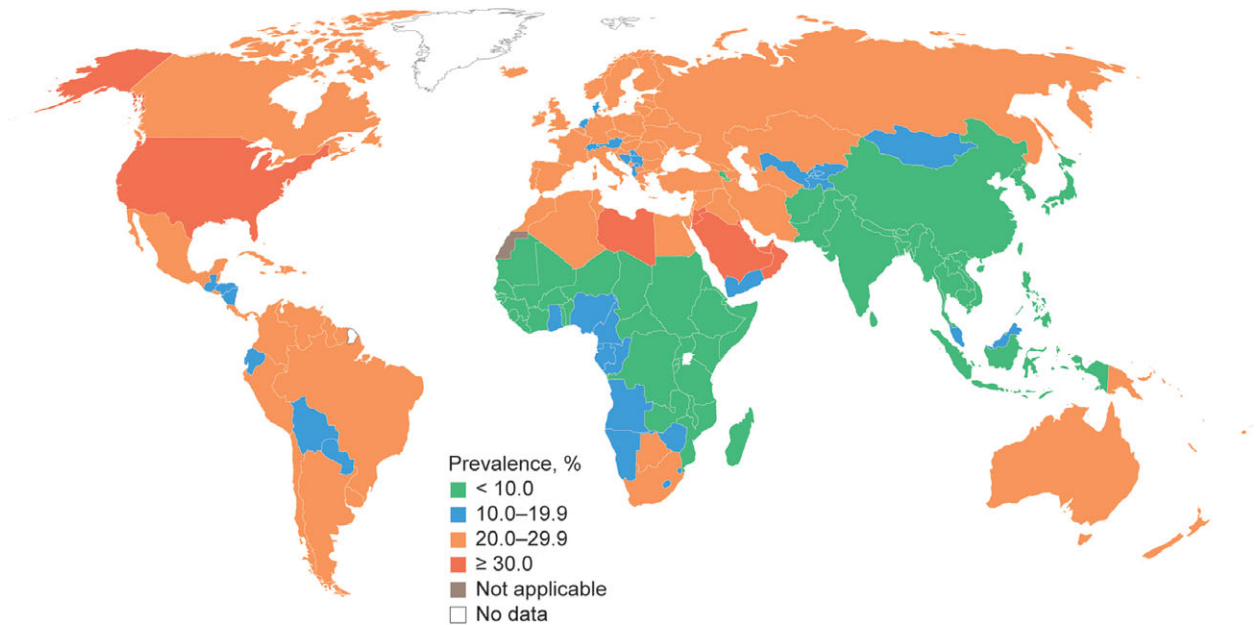 Prevalence, %
< 10.0
10.0–19.9
20.0–29.9
≥ 30.0
Not applicable
No data